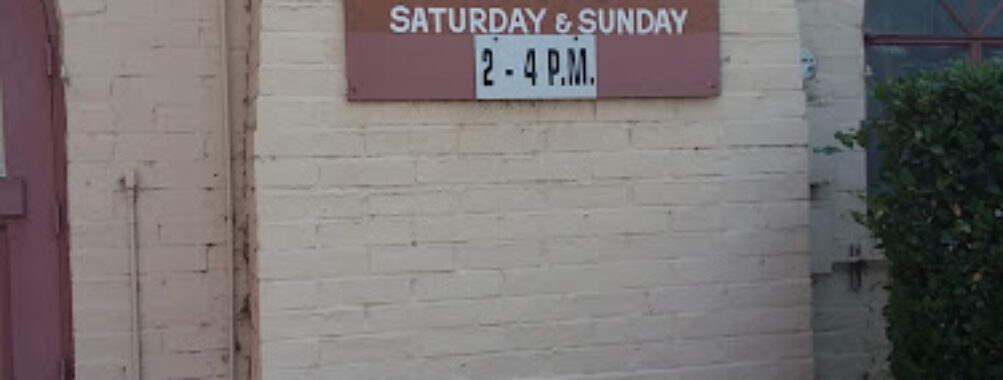 SATURDAY & SUNDAY
2 - 4 P.M.